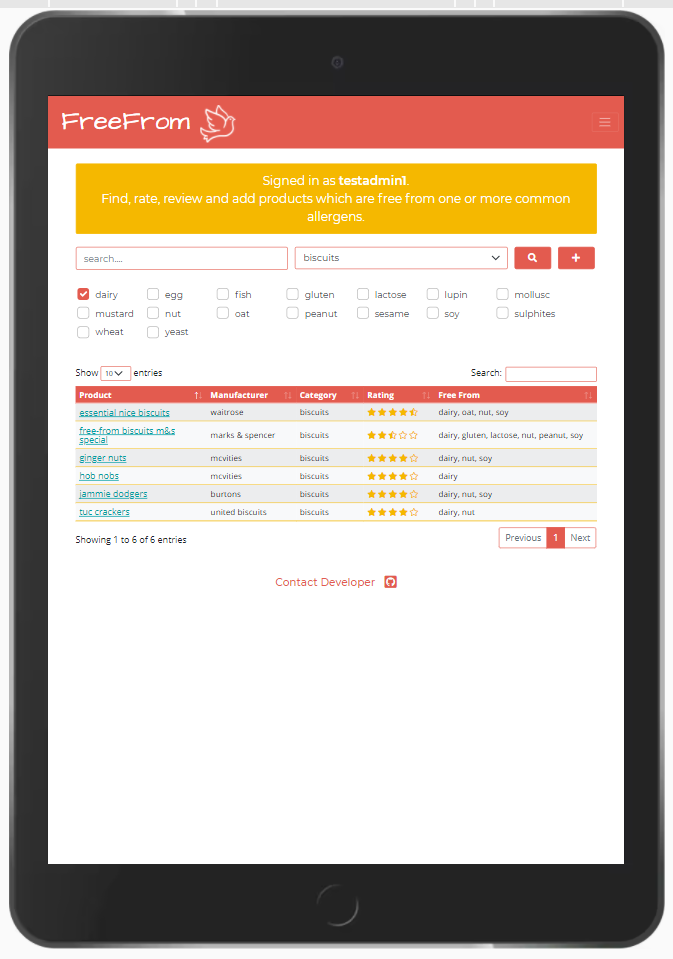 FreeFrom
Signed in as testadmin1.
Find, rate, review and add products which are free from one or more common
allergens.
search....
biscuits
dairy egg fish gluten lactose lupin mollusc
mustard nut oat peanut sesame soy sulphites
wheat yeast
Show 10 entries Search:
Product Manufacturer Category Rating Free From
essential nice biscuits waitrose biscuits dairy, oat, nut, soy
free-from biscuits m&s
special marks & spencer biscuits dairy, gluten, lactose, nut, peanut, soy
ginger nuts mcvities biscuits dairy, nut, soy
hob nobs mcvities biscuits dairy
jammie dodgers burtons biscuits dairy, nut, soy
tuc crackers united biscuits biscuits dairy, nut
Showing 1 to 6 of 6 entries Previous 1 Next
Contact Developer